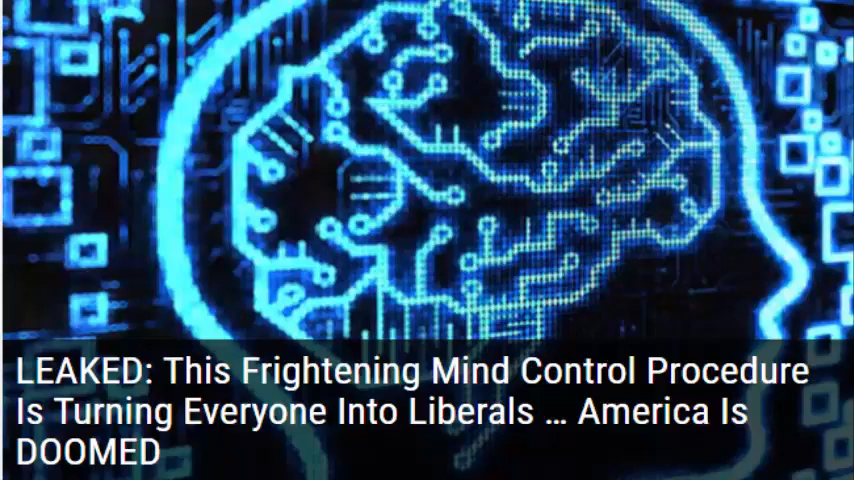 LEAKED: This Frightening Mind Control Procedure
Is Turning Everyone Into Liberals ... America Is
DOOMED